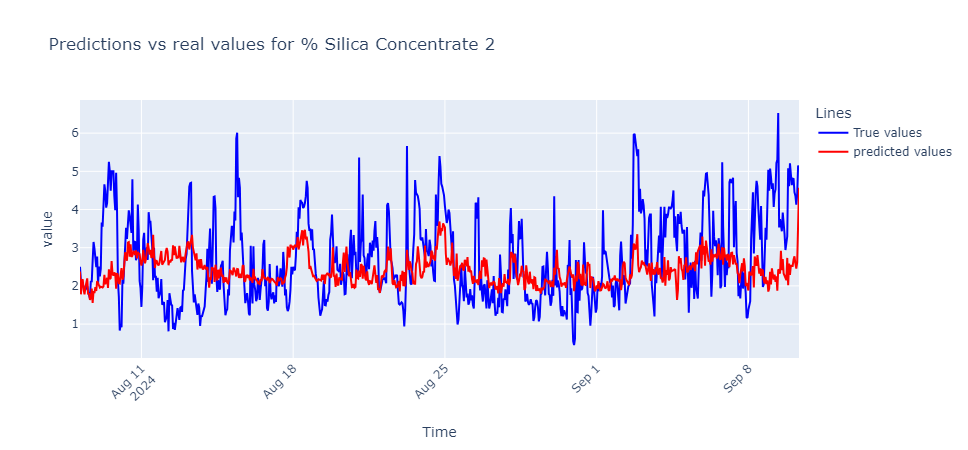 Predictions vs real values for % Silica Concentrate 2
Lines
True values
predicted values
6
5
4
3
2
1
value
Aug 11
2024
Aug 18
Aug 25
Sep 1
Sep 8
Time